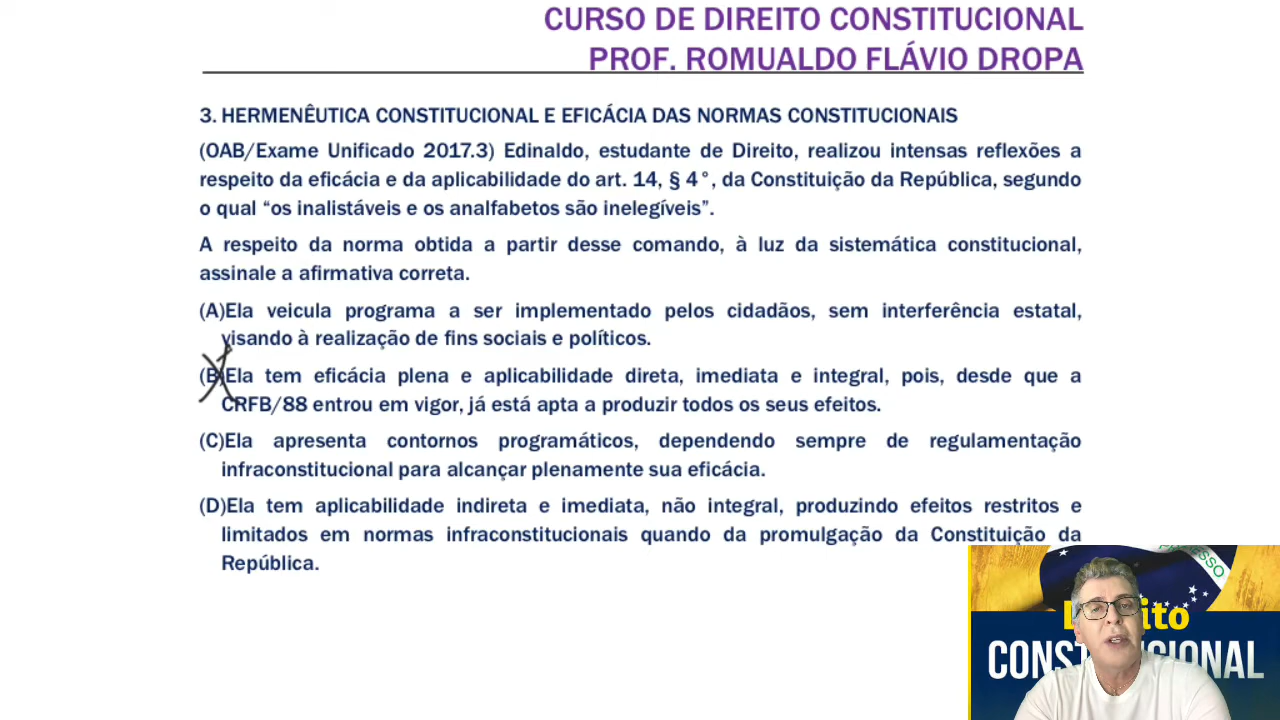 CURSO DE DIREITO CONSTITUCIONAL
PROF. ROMUALDO FLÁVIO DROPA
3. HERMENÊUTICA CONSTITUCIONAL E EFICÁCIA DAS NORMAS CONSTITUCIONAIS
(OAB/Exame Unificado 2017.3) Edinaldo, estudante de Direito, realizou intensas reflexões a
respeito da eficácia e da aplicabilidade do art. 14, § 4°, da Constituição da República, segundo
o qual “os inalistáveis e os analfabetos são inelegíveis”.
A respeito da norma obtida a partir desse comando, à luz da sistemática constitucional,
assinale a afirmativa correta.
(A)Ela veicula programa a ser implementado pelos cidadãos, sem interferência estatal,
visando à realização de fins sociais e políticos.
(B)Ela tem eficácia plena e aplicabilidade direta, imediata e integral, pois, desde que a
CRFB/88 entrou em vigor, já está apta a produzir todos os seus efeitos.
(C)Ela apresenta contornos programáticos, dependendo sempre de regulamentação
infraconstitucional para alcançar plenamente sua eficácia.
(D)Ela tem aplicabilidade indireta e imediata, não integral, produzindo efeitos restritos e
limitados em normas infraconstitucionais quando da promulgação da Constituição da
República.